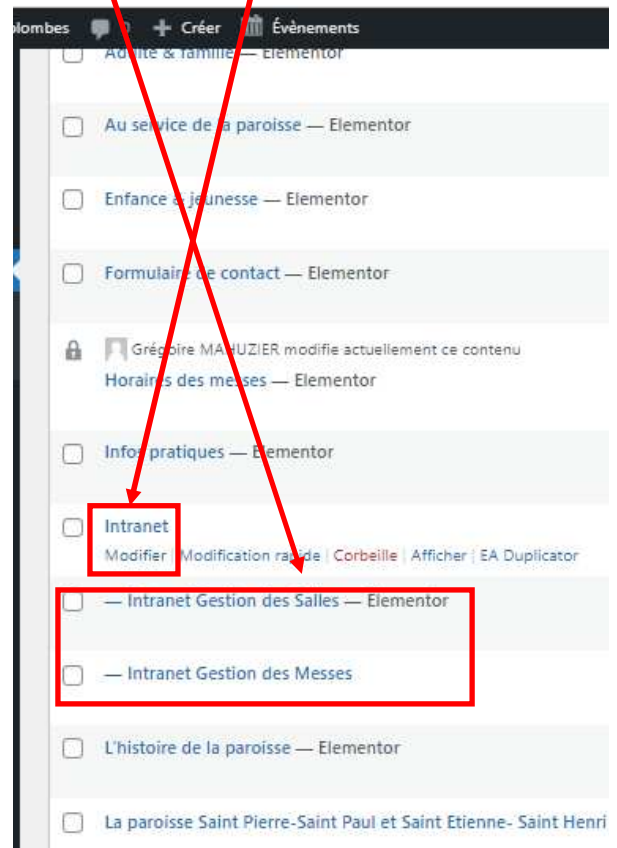 olombes 0 + Créer Évènements
Adulte & famille — Elementor
Au service de la paroisse — Elementor
Enfance & jeunesse — Elementor
Formulaire de contact — Elementor
Grégoire MAHUZIER modifie actuellement ce contenu
Horaires des messes — Elementor
Infos pratiques — Elementor
Intranet
Modifier | Modification rapide | Corbeille | Afficher | EA Duplicator
— Intranet Gestion des Salles — Elementor
— Intranet Gestion des Messes
L'histoire de la paroisse — Elementor
La paroisse Saint Pierre-Saint Paul et Saint Etienne- Saint Henri